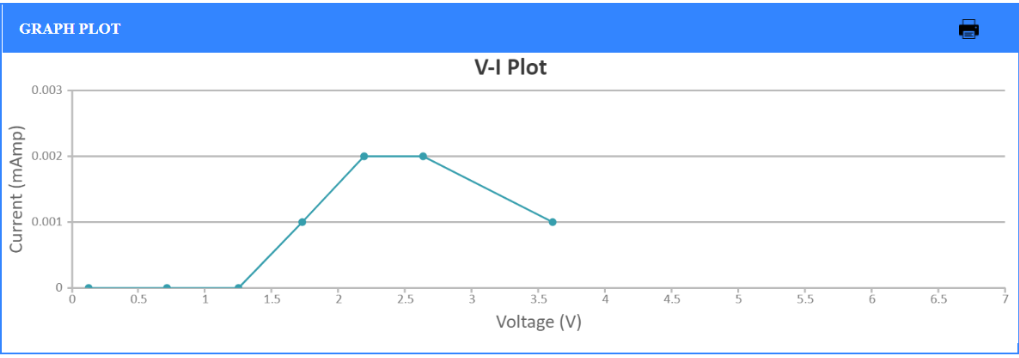 GRAPH PLOT
V-I Plot
Current (mAmp)
0.003
0.002
0.001
0
0 0.5 1 1.5 2 2.5 3 3.5 4 4.5 5 5.5 6 6.5 7
Voltage (V)